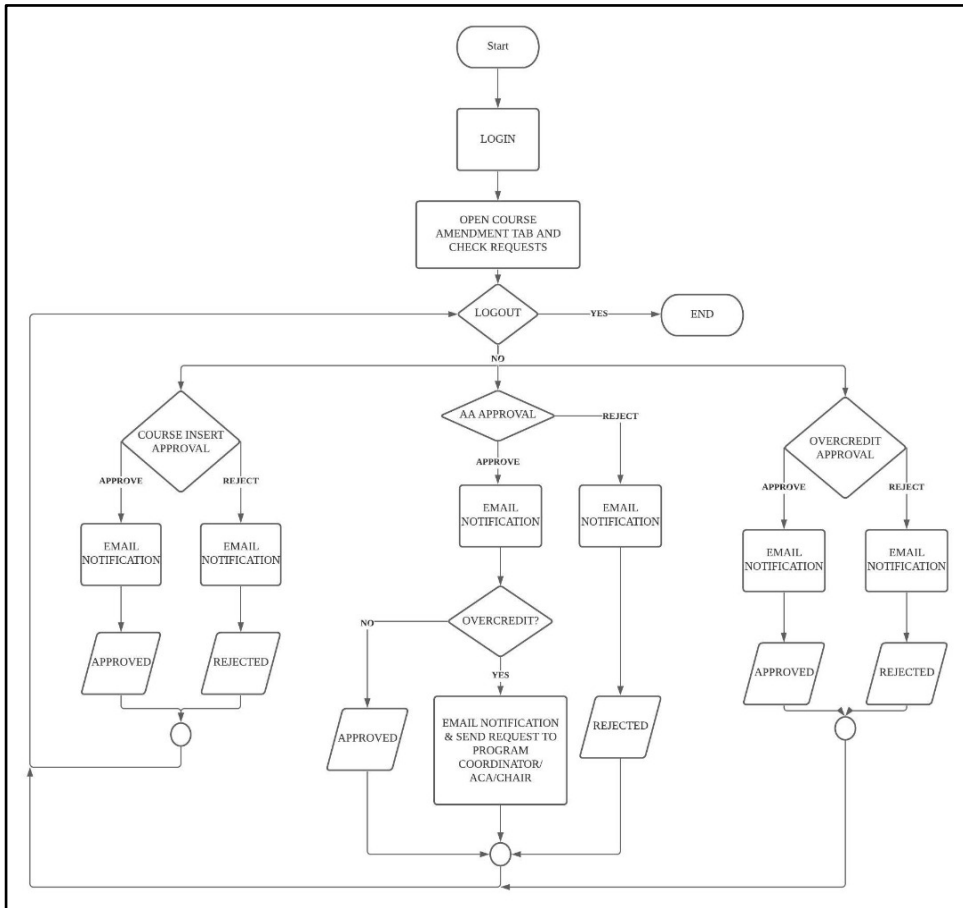 Start
LOGIN
OPEN COURSE
AMENDMENT TAB AND
CHECK REQUESTS
LOGOUT
YES
END
NO
COURSE INSERT
APPROVAL
APPROVE
REJECT
EMAIL
NOTIFICATION
EMAIL
NOTIFICATION
APPROVED
REJECTED
AA APPROVAL
REJECT
APPROVE
EMAIL
NOTIFICATION
EMAIL
NOTIFICATION
OVERCREDIT?
NO
YES
APPROVED
EMAIL NOTIFICATION
& SEND REQUEST TO
PROGRAM
COORDINATOR/
ACA/CHAIR
REJECTED
OVERCREDIT
APPROVAL
APPROVE
REJECT
EMAIL
NOTIFICATION
EMAIL
NOTIFICATION
APPROVED
REJECTED